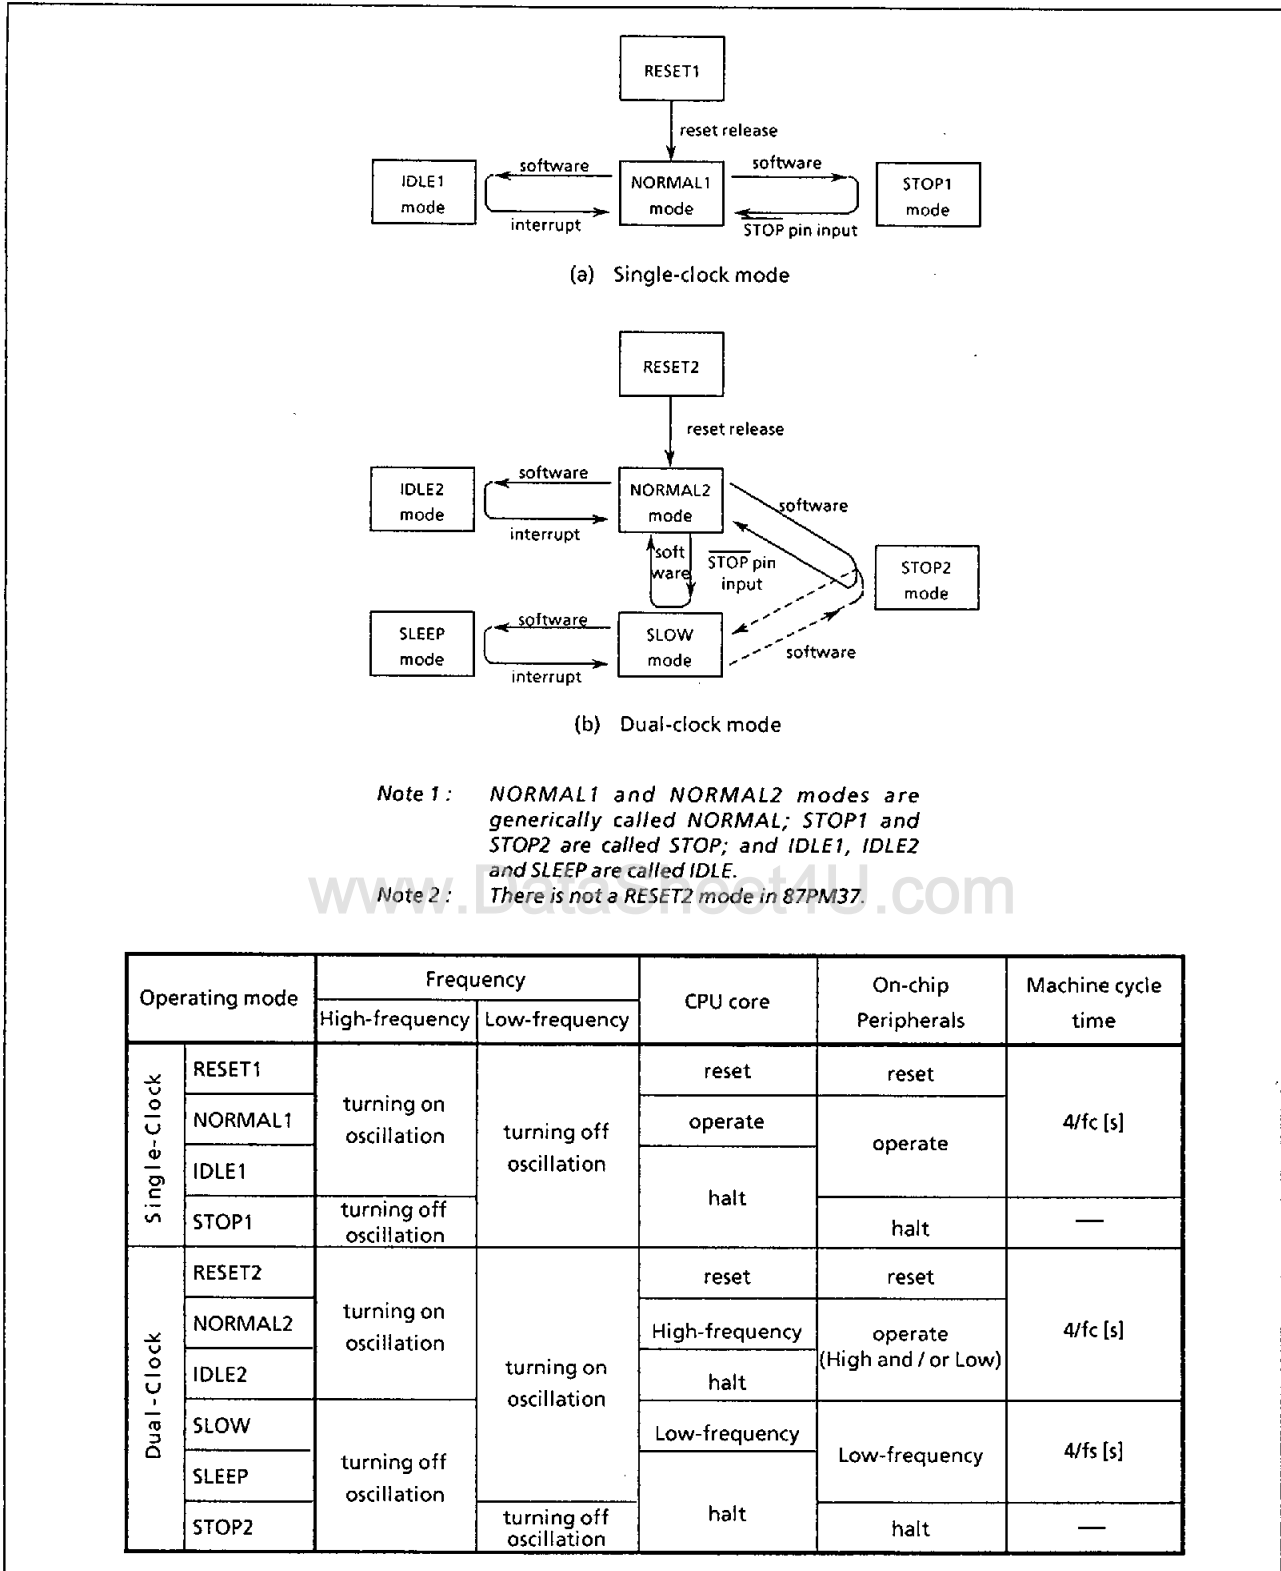 RESET1
reset release
software
software
IDLE1
mode
NORMAL1
mode
STOP1
mode
interrupt
STOP pin input
(a) Single-clock mode
RESET2
reset release
software
IDLE2
mode
NORMAL2
mode
software
interrupt
soft
ware
STOP pin
input
STOP2
mode
software
SLEEP
mode
SLOW
mode
software
interrupt
(b) Dual-clock mode
Note 1 : NORMAL1 and NORMAL2 modes are
generically called NORMAL; STOP1 and
STOP2 are called STOP; and IDLE1, IDLE2
and SLEEP are called IDLE.
www.DataSheet4U.com
Note 2 : There is not a RESET2 mode in 87PM37.
Operating mode
Frequency
High-frequency
Low-frequency
CPU core
On-chip
Peripherals
Machine cycle
time
Single-Clock
RESET1
NORMAL1
IDLE1
STOP1
turning on
oscillation
turning off
oscillation
turning off
oscillation
reset
operate
halt
reset
operate
halt
4/fc [s]
—
Dual-Clock
RESET2
NORMAL2
IDLE2
SLOW
SLEEP
STOP2
turning on
oscillation
turning off
oscillation
turning on
oscillation
turning off
oscillation
reset
High-frequency
halt
Low-frequency
halt
reset
operate
(High and / or Low)
Low-frequency
halt
4/fc [s]
4/fs [s]
—